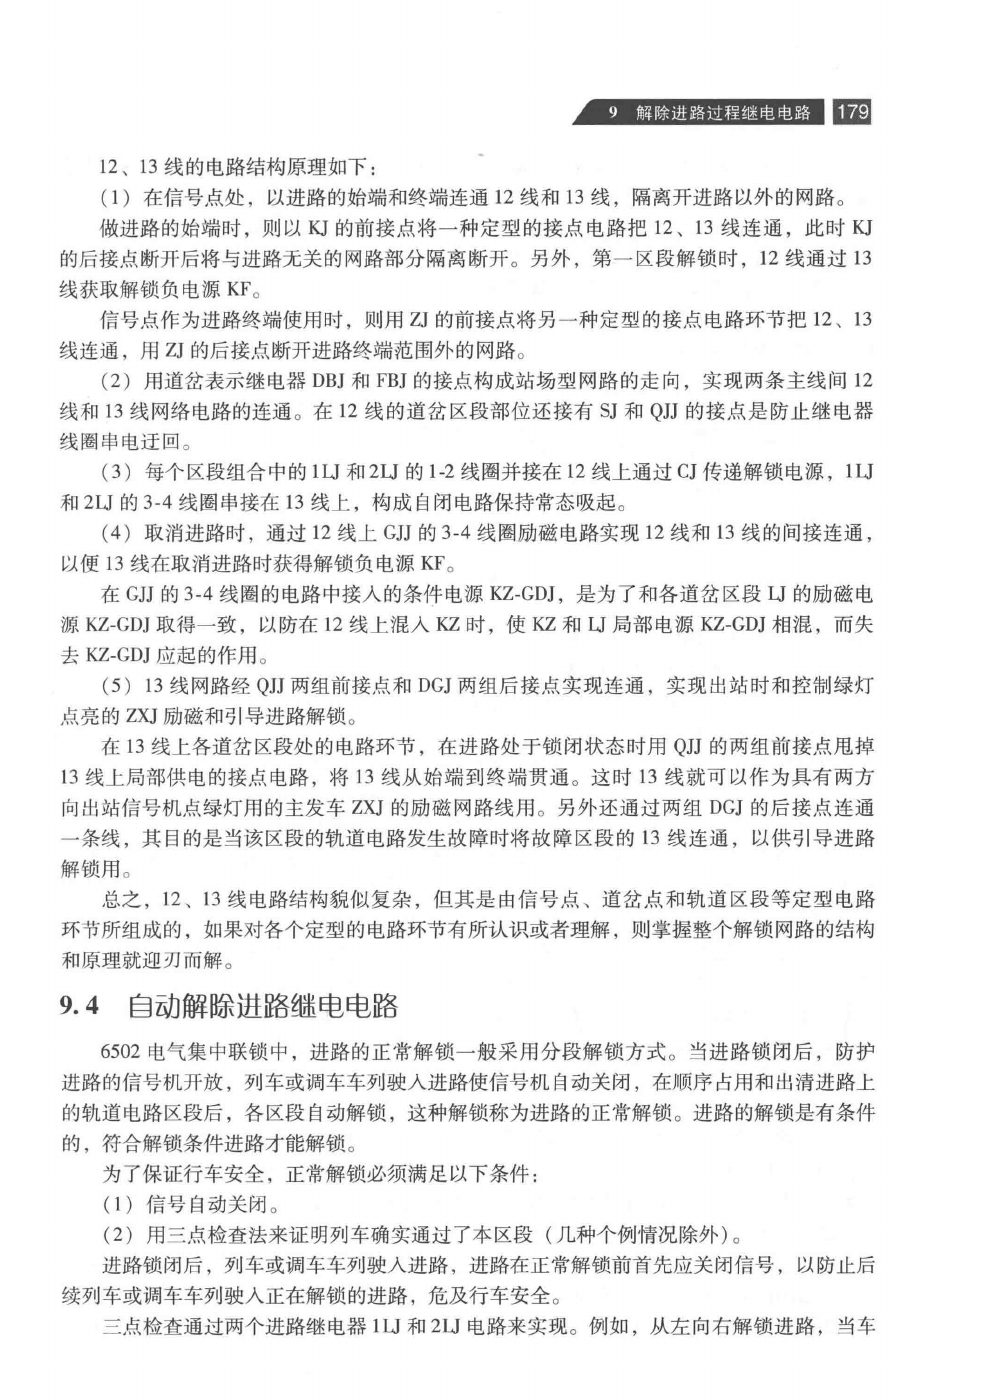 9 解除进路过程继电电路 179
12、13 线的电路结构原理如下：
(1) 在信号点处，以进路的始端和终端连通 12 线和 13 线，隔离开进路以外的网路。
做进路的始端时，则以 KJ 的前接点将一种定型的接点电路把 12、13 线连通，此时 KJ
的后接点断开后将与进路无关的网路部分隔离断开。另外，第一区段解锁时，12 线通过 13
线获取解锁负电源 KF。
信号点作为进路终端使用时，则用 ZJ 的前接点将另一种定型的接点电路环节把 12、13
线连通，用 ZJ 的后接点断开进路终端范围外的网路。
(2) 用道岔表示继电器 DBJ 和 FBJ 的接点构成站场型网路的走向，实现两条主线间 12
线和 13 线网络电路的连通。在 12 线的道岔区段部位还接有 SJ 和 QJJ 的接点是防止继电器
线圈串电迂回。
(3) 每个区段组合中的 1LJ 和 2LJ 的 1-2 线圈并接在 12 线上通过 CJ 传递解锁电源，1LJ
和 2LJ 的 3-4 线圈串接在 13 线上，构成自闭电路保持常态吸起。
(4) 取消进路时，通过 12 线上 GJJ 的 3-4 线圈励磁电路实现 12 线和 13 线的间接连通，
以便 13 线在取消进路时获得解锁负电源 KF。
在 GJJ 的 3-4 线圈的电路中接入的条件电源 KZ-GDJ，是为了和各道岔区段 LJ 的励磁电
源 KZ-GDJ 取得一致，以防在 12 线上混入 KZ 时，使 KZ 和 LJ 局部电源 KZ-GDJ 相混，而失
去 KZ-GDJ 应起的作用。
(5) 13 线网路经 QJJ 两组前接点和 DGJ 两组后接点实现连通，实现出站时和控制绿灯
点亮的 ZXJ 励磁和引导进路解锁。
在 13 线上各道岔区段处的电路环节，在进路处于锁闭状态时用 QJJ 的两组前接点甩掉
13 线上局部供电的接点电路，将 13 线从始端到终端贯通。这时 13 线就可以作为具有两方
向出站信号机点绿灯用的主发车 ZXJ 的励磁网路线用。另外还通过两组 DGJ 的后接点连通
一条线，其目的是当该区段的轨道电路发生故障时将故障区段的 13 线连通，以供引导进路
解锁用。
总之，12、13 线电路结构貌似复杂，但其是由信号点、道岔点和轨道区段等定型电路
环节所组成的，如果对各个定型的电路环节有所认识或者理解，则掌握整个解锁网路的结构
和原理就迎刃而解。
9.4 自动解除进路继电电路
6502 电气集中联锁中，进路的正常解锁一般采用分段解锁方式。当进路锁闭后，防护
进路的信号机开放，列车或调车车列驶入进路使信号机自动关闭，在顺序占用和出清进路上
的轨道电路区段后，各区段自动解锁，这种解锁称为进路的正常解锁。进路的解锁是有条件
的，符合解锁条件进路才能解锁。
为了保证行车安全，正常解锁必须满足以下条件：
(1) 信号自动关闭。
(2) 用三点检查法来证明列车确实通过了本区段（几种个例情况除外）。
进路锁闭后，列车或调车车列驶入进路，进路在正常解锁前首先应关闭信号，以防止后
续列车或调车车列驶入正在解锁的进路，危及行车安全。
三点检查通过两个进路继电器 1LJ 和 2LJ 电路来实现。例如，从左向右解锁进路，当车